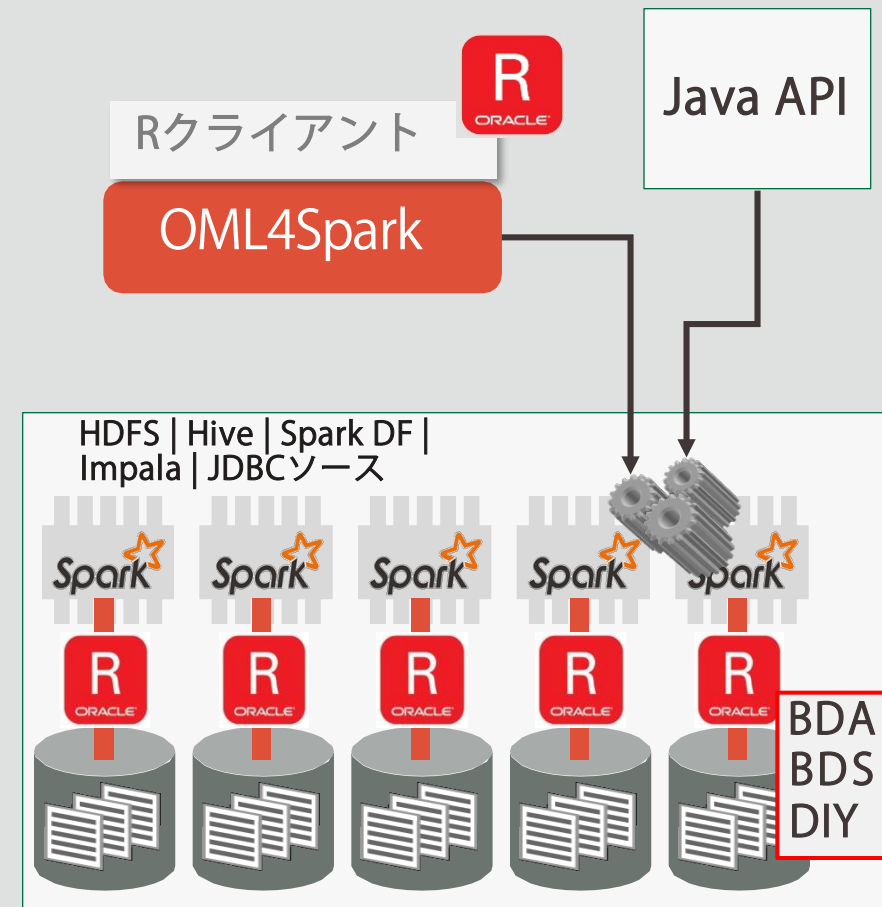 R
ORACLE
Java API
Rクライアント
OML4Spark
HDFS | Hive | Spark DF |
Impala | JDBCソース
Spark
Spark
Spark
Spark
Spark
R
ORACLE
R
ORACLE
R
ORACLE
R
ORACLE
R
ORACLE
BDA
BDS
DIY